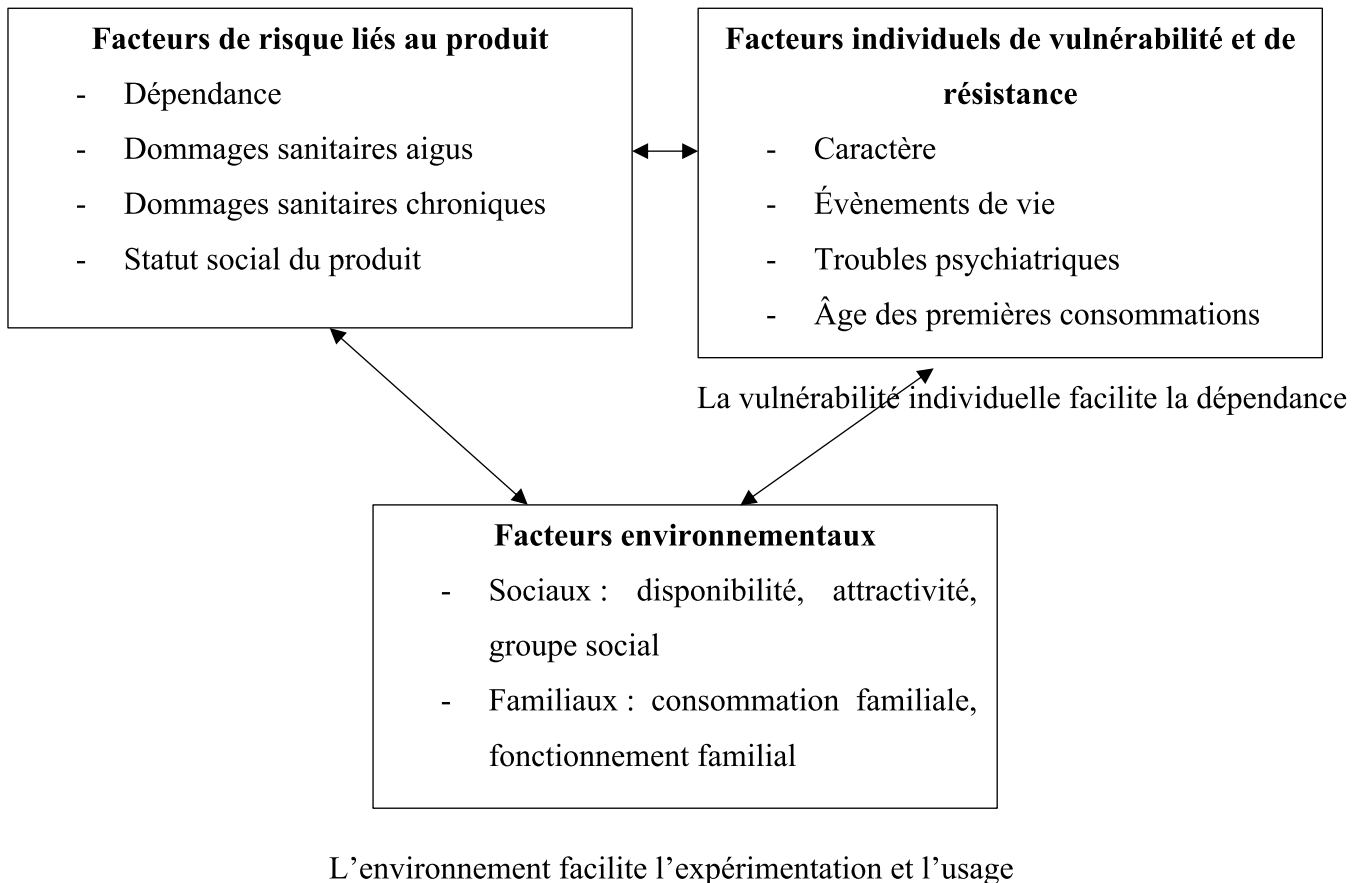 Facteurs de risque liés au produit
- Dépendance
- Dommages sanitaires aigus
- Dommages sanitaires chroniques
- Statut social du produit
Facteurs individuels de vulnérabilité et de
résistance
- Caractère
- Évènements de vie
- Troubles psychiatriques
- Âge des premières consommations
La vulnérabilité individuelle facilite la dépendance
Facteurs environnementaux
- Sociaux : disponibilité, attractivité,
groupe social
- Familiaux : consommation familiale,
fonctionnement familial
L’environnement facilite l’expérimentation et l’usage